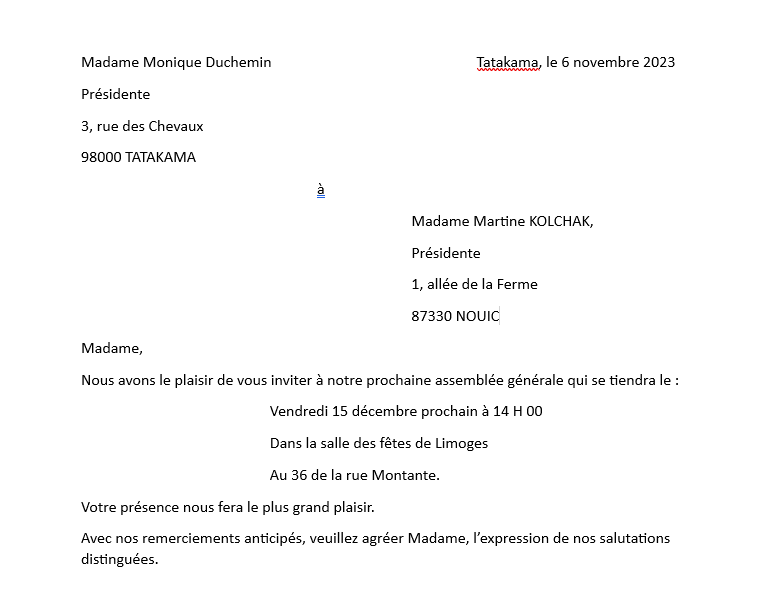 Madame Monique Duchemin Tatakama, le 6 novembre 2023
Présidente
3, rue des Chevaux
98000 TATAKAMA
à
Madame Martine KOLCHAK,
Présidente
1, allée de la Ferme
87330 NOUIC
Madame,
Nous avons le plaisir de vous inviter à notre prochaine assemblée générale qui se tiendra le :
Vendredi 15 décembre prochain à 14 H 00
Dans la salle des fêtes de Limoges
Au 36 de la rue Montante.
Votre présence nous fera le plus grand plaisir.
Avec nos remerciements anticipés, veuillez agréer Madame, l’expression de nos salutations
distinguées.